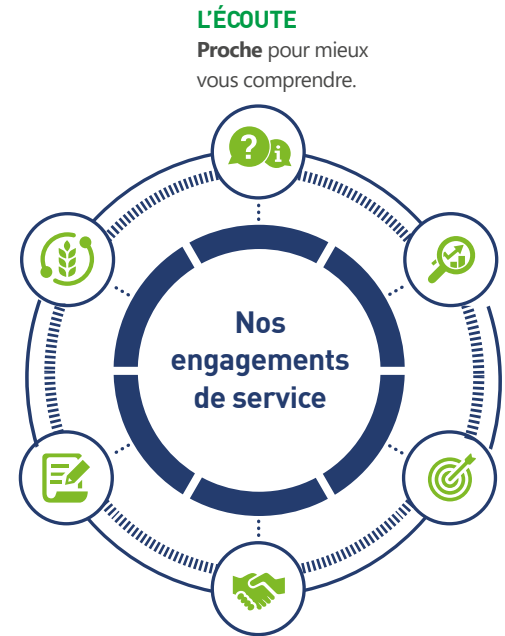 L'ÉCOUTE
Proche pour mieux
vous comprendre.
? i
Nos
engagements
de service